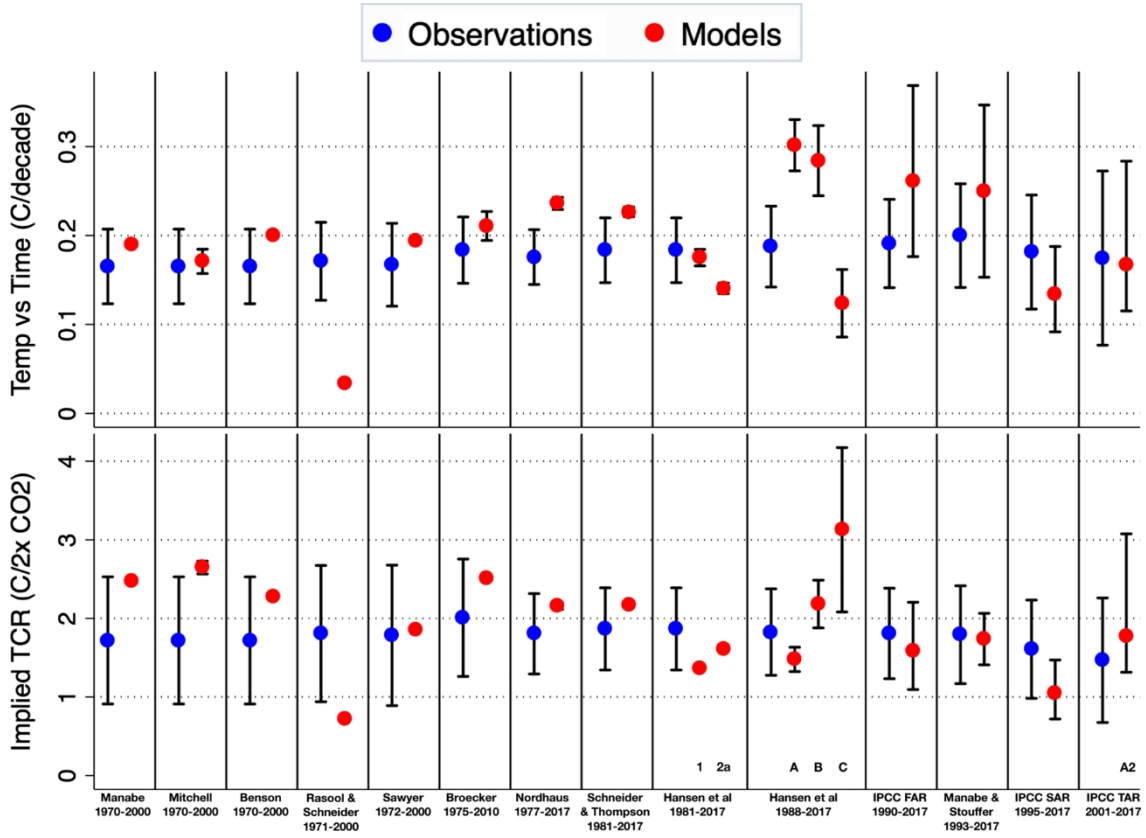 Observations Models
Temp vs Time (C/decade)
0.3
0.2
0.1
0
Implied TCR (C/2x CO2)
4
3
2
1
0
1 2a A B C A2
Manabe
1970-2000
Mitchell
1970-2000
Benson
1970-2000
Rasool &
Schneider
1971-2000
Sawyer
1972-2000
Broecker
1975-2010
Nordhaus
1977-2017
Schneider
& Thompson
1981-2017
Hansen et al
1981-2017
Hansen et al
1988-2017
IPCC FAR
1990-2017
Manabe &
Stouffer
1993-2017
IPCC SAR
1995-2017
IPCC TAR
2001-2017